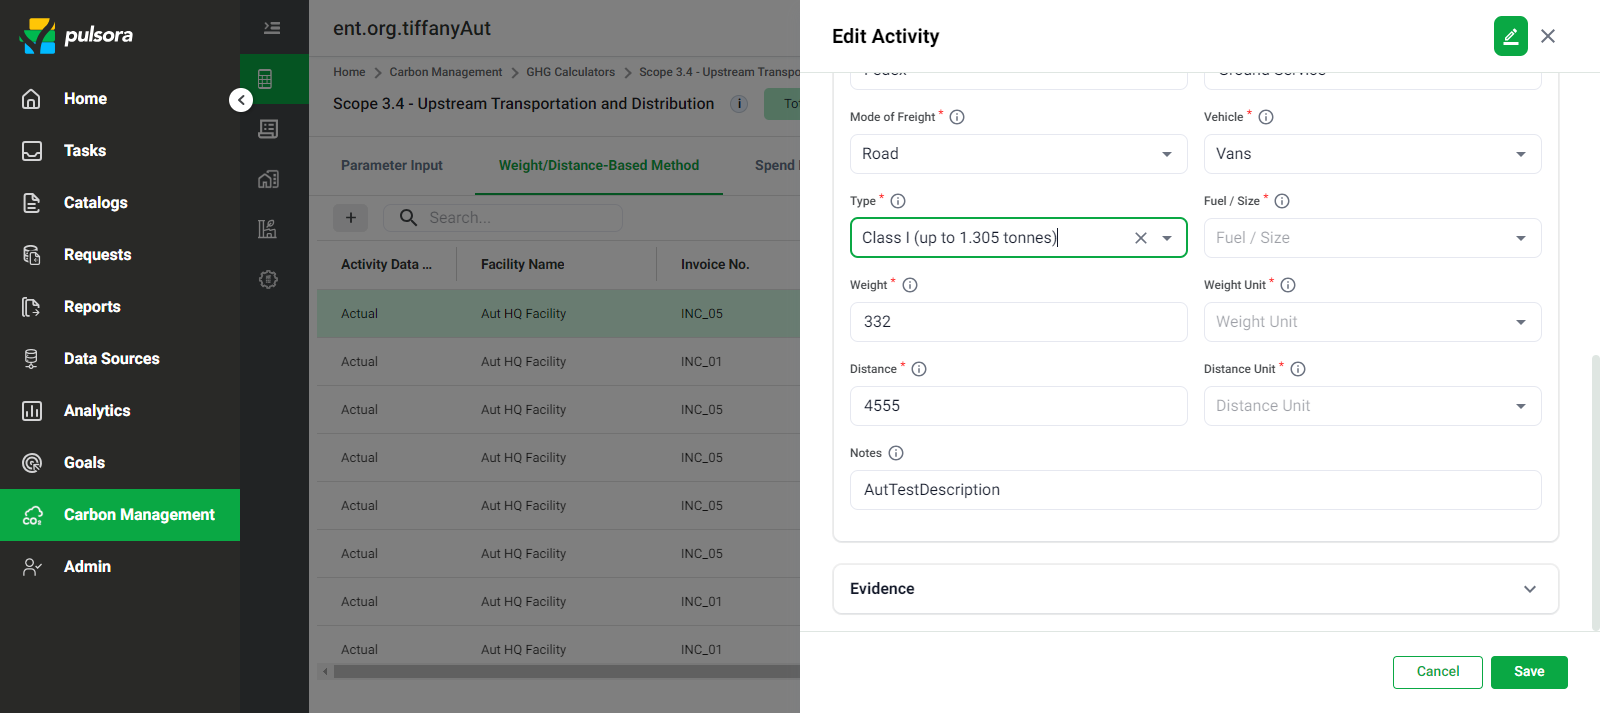 pulsora
Home
Tasks
Catalogs
Requests
Reports
Data Sources
Analytics
Goals
Carbon Management
Admin
ent.org.tiffanyAut
Home > Carbon Management > GHG Calculators > Scope 3.4 - Upstream Transpo
Scope 3.4 - Upstream Transportation and Distribution
Parameter Input Weight/Distance-Based Method Spend
Search...
Activity Data ... Facility Name Invoice No.
Actual Aut HQ Facility INC_05
Actual Aut HQ Facility INC_01
Actual Aut HQ Facility INC_05
Actual Aut HQ Facility INC_05
Actual Aut HQ Facility INC_05
Actual Aut HQ Facility INC_05
Actual Aut HQ Facility INC_01
Actual Aut HQ Facility INC_01
Edit Activity
Mode of Freight * Vehicle *
Road Vans
Type * Fuel / Size *
Class I (up to 1.305 tonnes) Fuel / Size
Weight * Weight Unit *
332 Weight Unit
Distance * Distance Unit *
4555 Distance Unit
Notes
AutTestDescription
Evidence
Cancel Save